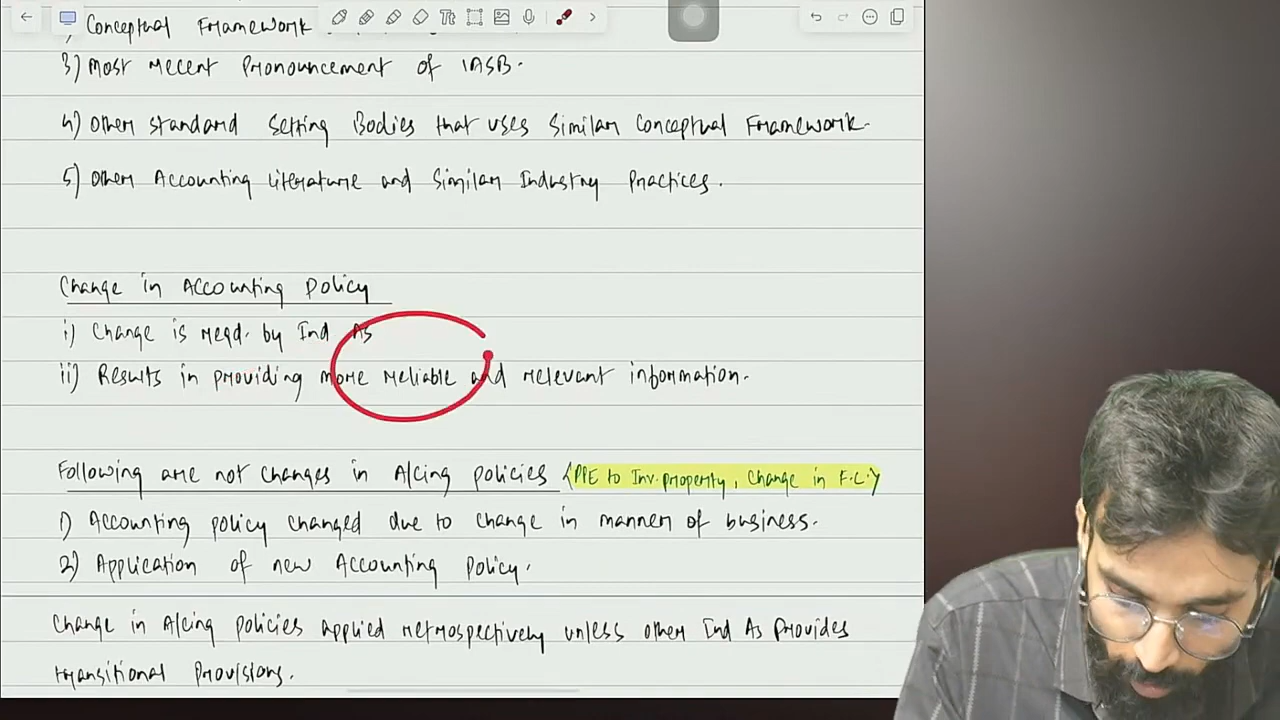 Conceptual Framework
3) Most recent pronouncement of IASB.
4) Other standard setting Bodies that uses similar conceptual Framework.
5) Other Accounting literature and similar Industry Practices.
Change in Accounting Policy
i) Change is reqd. by Ind As
ii) Results in providing more reliable and relevant information.
Following are not changes in A/cing policies (PPE to Inv. property, Change in F.C.)
1) Accounting policy changed due to change in manner of business.
2) Application of new Accounting Policy.
Change in A/cing policies applied retrospectively unless other Ind As provides
transitional provisions.